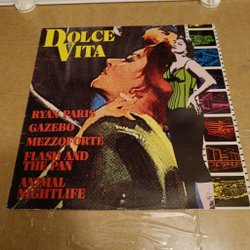 DOLCE
VITA
RYAN PARIS
GAZEBO
MEZZOFORTE
FLASH AND
THE PAN
ANIMAL
NIGHTLIFE